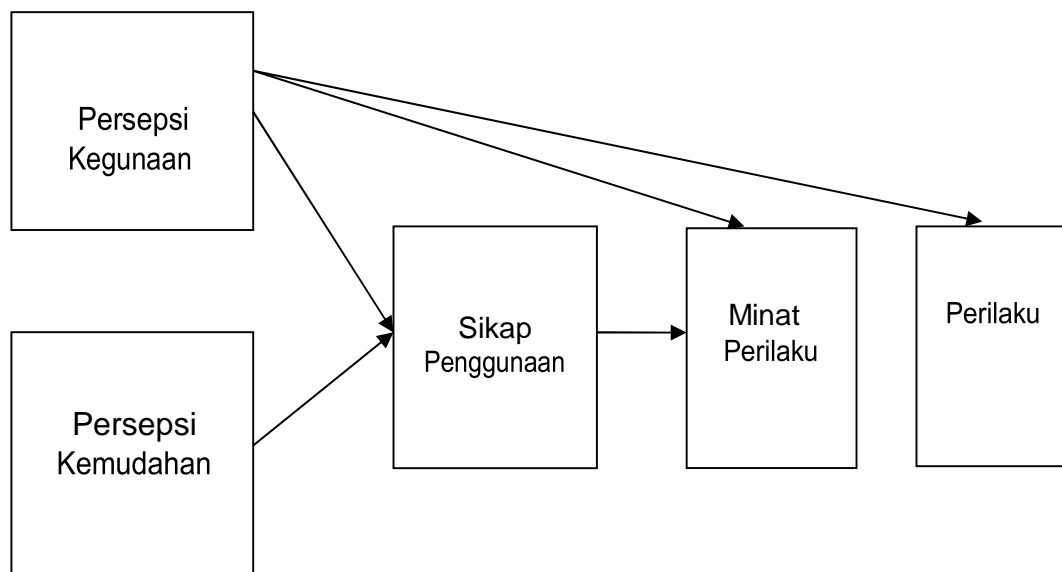 Persepsi
Kegunaan
Persepsi
Kemudahan
Sikap
Penggunaan
Minat
Perilaku
Perilaku